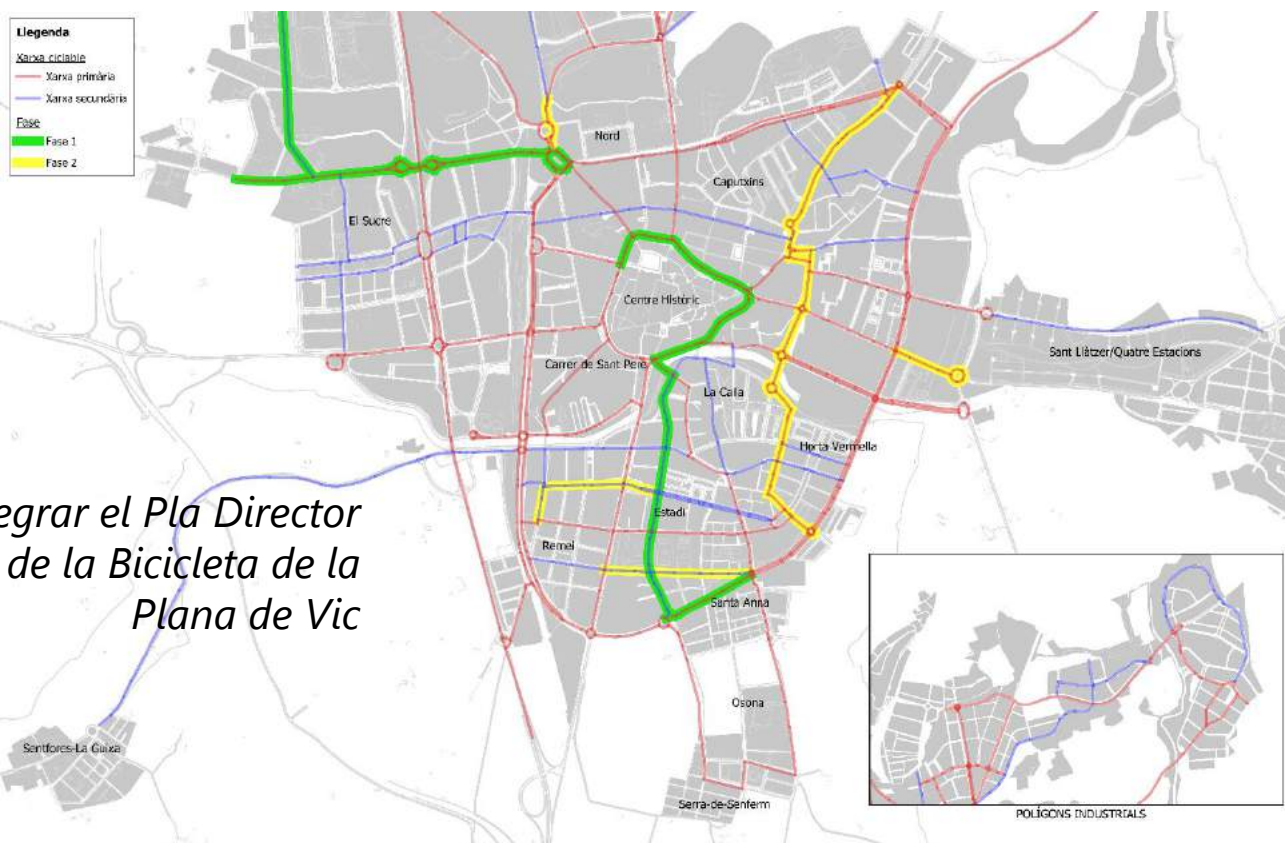 Llegenda
Xarxa ciclable
Xarxa primària
Xarxa secundària
Fase
Fase 1
Fase 2
Nord
Caputxins
El Sucre
Centre Històric
Sant Llàtzer/Quatre Estacions
Carrer de Sant Pere
La Calla
Horta Vermella
egrar el Pla Director
de la Bicicleta de la
Plana de Vic
Estadi
Remei
Santa Anna
Osona
Sentfores-La Guixa
Serra-de-Senferm
POLÍGONS INDUSTRIALS